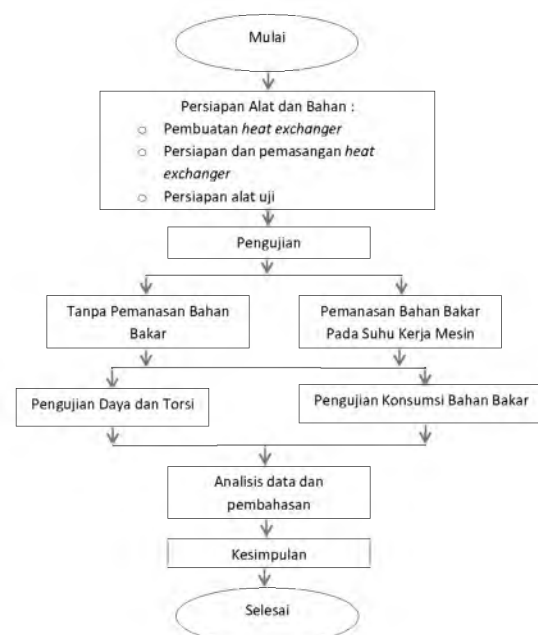 Mulai
Persiapan Alat dan Bahan :
o Pembuatan heat exchanger
o Persiapan dan pemasangan heat
exchanger
o Persiapan alat uji
Pengujian
Tanpa Pemanasan Bahan
Bakar
Pemanasan Bahan Bakar
Pada Suhu Kerja Mesin
Pengujian Daya dan Torsi
Pengujian Konsumsi Bahan Bakar
Analisis data dan
pembahasan
Kesimpulan
Selesai